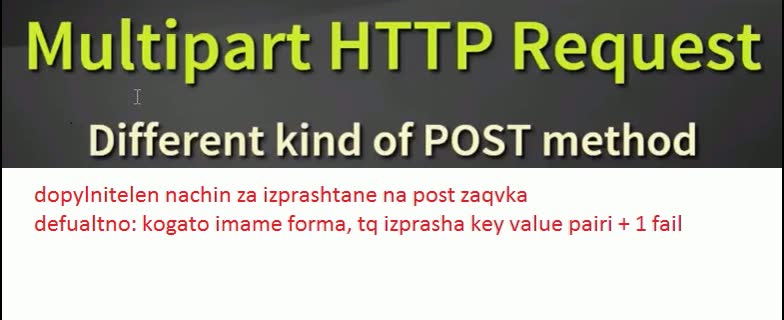 Multipart HTTP Request
Different kind of POST method
dopylnitelen nachin za izprashtane na post zaqvka
defualtno: kogato imame forma, tq izprasha key value pairi + 1 fail